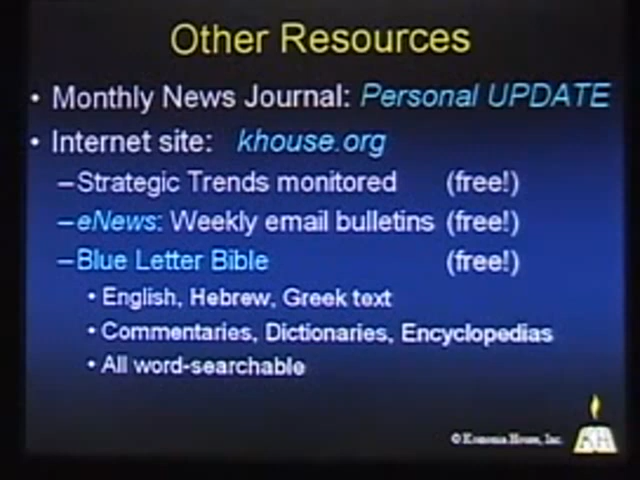 Other Resources
• Monthly News Journal: Personal UPDATE
• Internet site: khouse.org
–Strategic Trends monitored (free!)
–eNews: Weekly email bulletins (free!)
–Blue Letter Bible (free!)
• English, Hebrew, Greek text
• Commentaries, Dictionaries, Encyclopedias
• All word-searchable
© Koinonia House, Inc.
KH